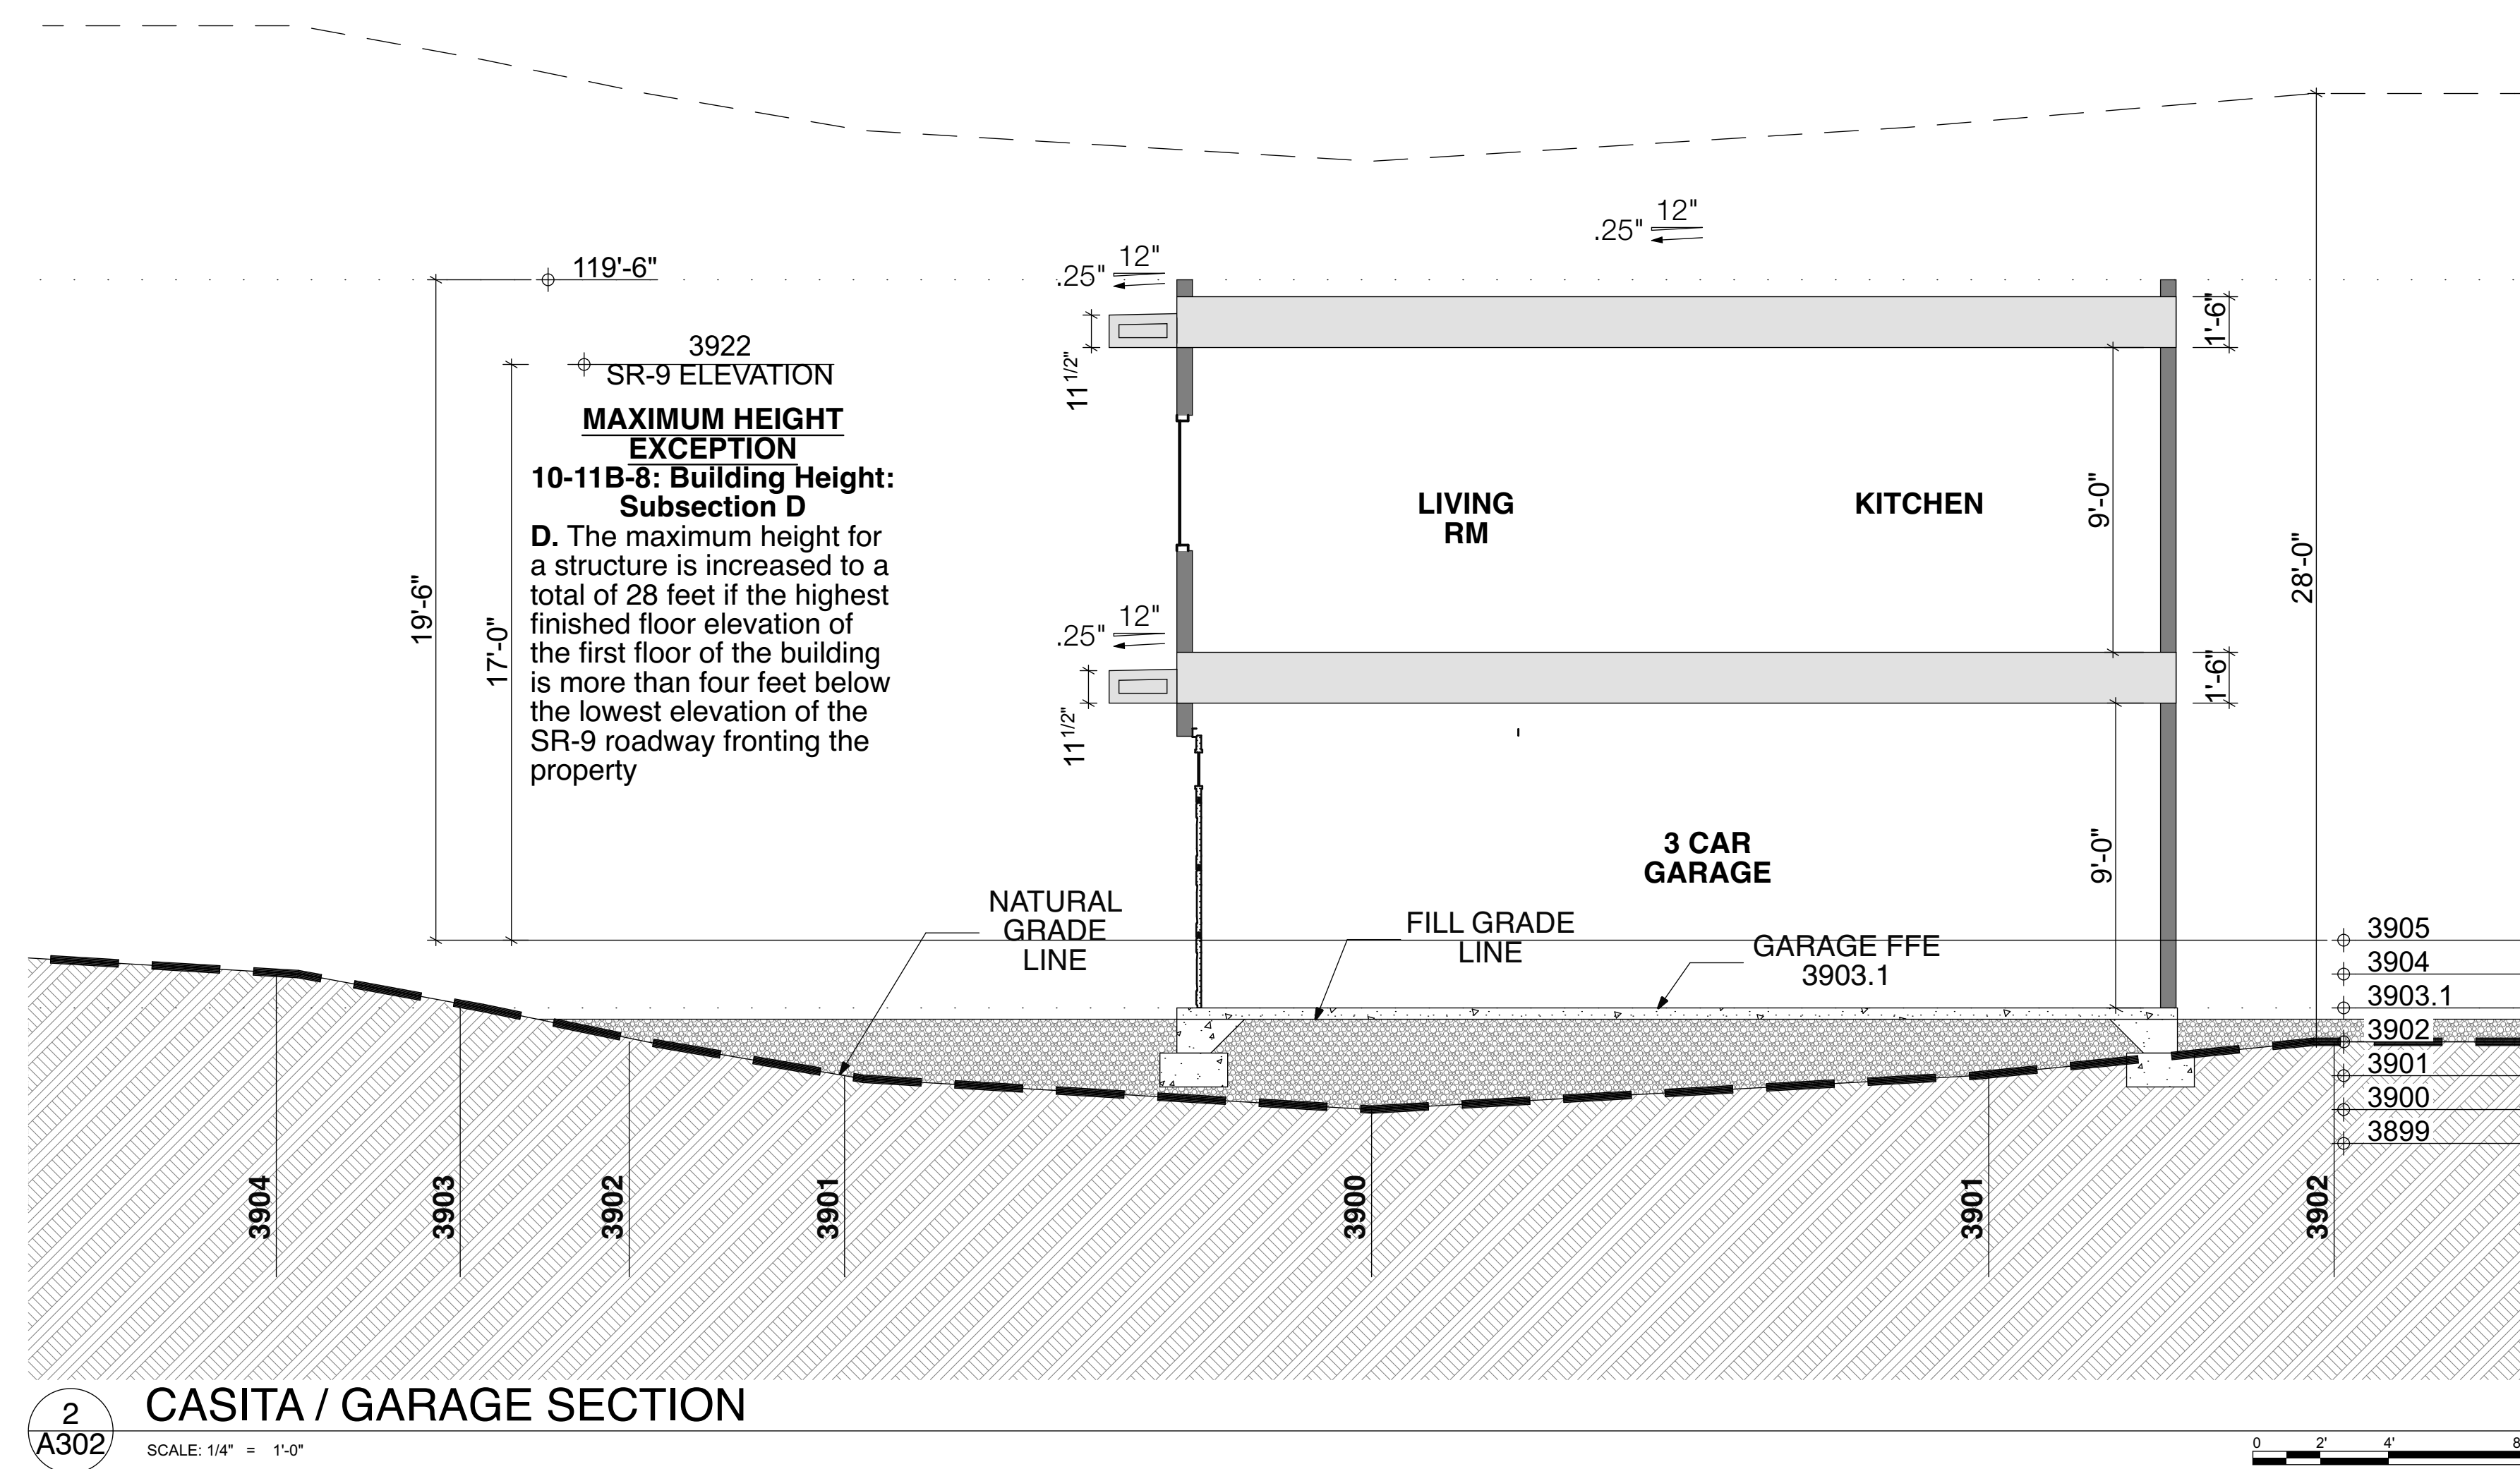 12"
.25"
12"
.25"
119'-6"
1'-6"
3922
SR-9 ELEVATION
11 1/2"
MAXIMUM HEIGHT
EXCEPTION
10-11B-8: Building Height:
Subsection D
D. The maximum height for
a structure is increased to a
total of 28 feet if the highest
finished floor elevation of
the first floor of the building
is more than four feet below
the lowest elevation of the
SR-9 roadway fronting the
property
19'-6"
17'-0"
LIVING
RM
KITCHEN
9'-0"
28'-0"
12"
.25"
1'-6"
11 1/2"
3 CAR
GARAGE
9'-0"
NATURAL
GRADE
LINE
FILL GRADE
LINE
GARAGE FFE
3903.1
3905
3904
3903.1
3902
3901
3900
3899
3904
3903
3902
3901
3900
3901
3902
2
A302
CASITA / GARAGE SECTION
SCALE: 1/4" = 1'-0"
0 2' 4' 8